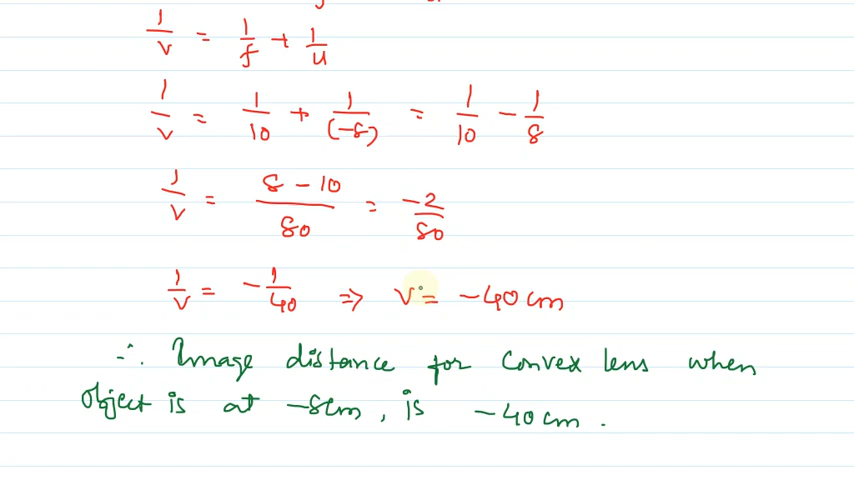 1/v = 1/f + 1/u
1/v = 1/10 + 1/(-8) = 1/10 - 1/8
1/v = (8 - 10)/80 = -2/80
1/v = -1/40 ⇒ v = -40 cm
∴ Image distance for convex lens when
object is at -8cm, is -40 cm.